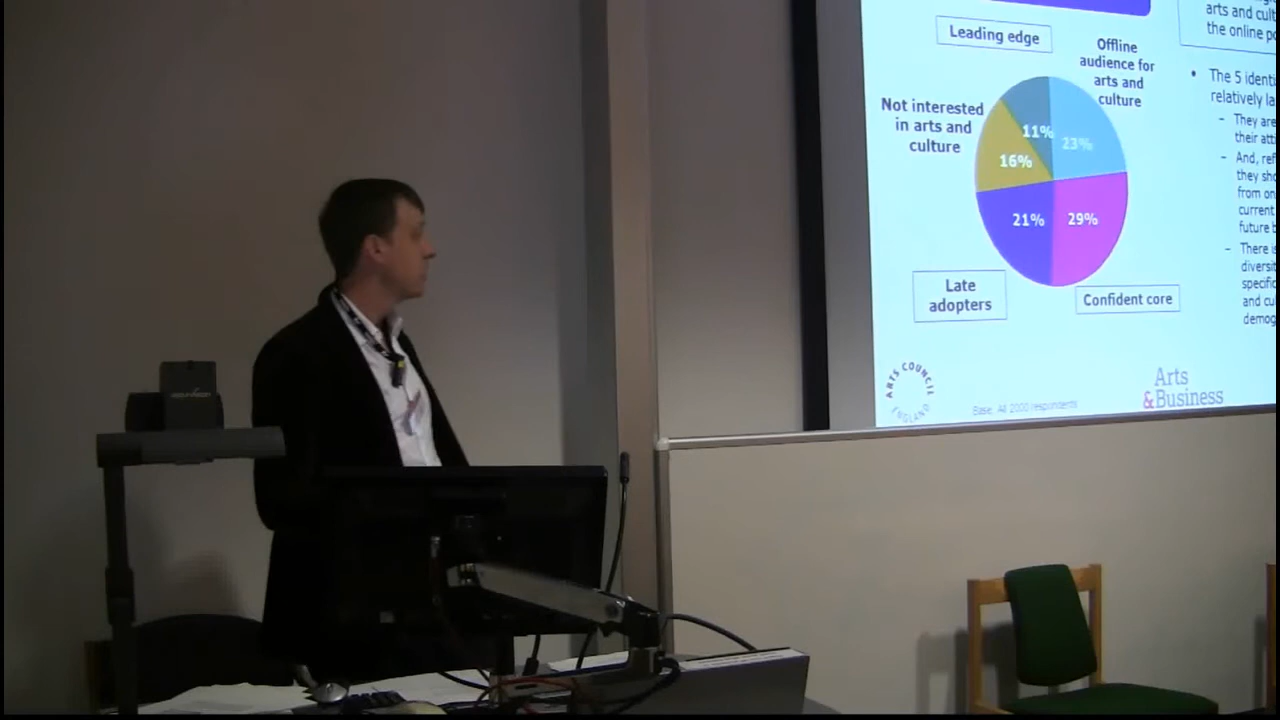 arts and cult
the online po
Leading edge
Offline
audience for
arts and
culture
Not interested
in arts and
culture
11%
23%
16%
21%
29%
Late
adopters
Confident core
• The 5 identi
relatively la
– They are
their att
– And, ref
they sho
from on
current
future b
– There is
diversit
specific
and cu
demog
ARTS COUNCIL
ENGLAND
Base: All 2000 respondents
Arts
&Business